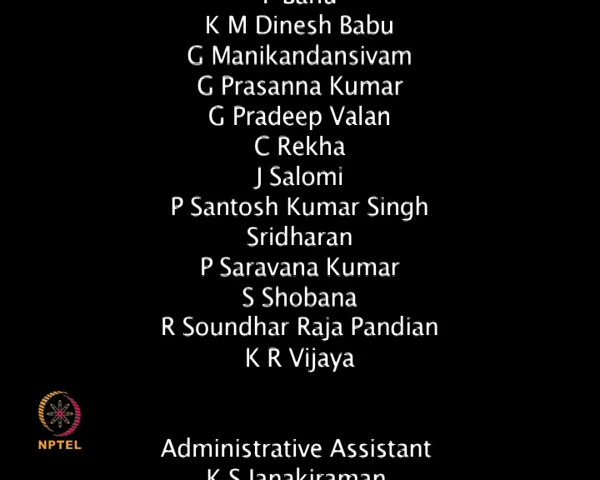 K M Dinesh Babu
G Manikandansivam
G Prasanna Kumar
G Pradeep Valan
C Rekha
J Salomi
P Santosh Kumar Singh
Sridharan
P Saravana Kumar
S Shobana
R Soundhar Raja Pandian
K R Vijaya
NPTEL
Administrative Assistant
K S Janakiraman